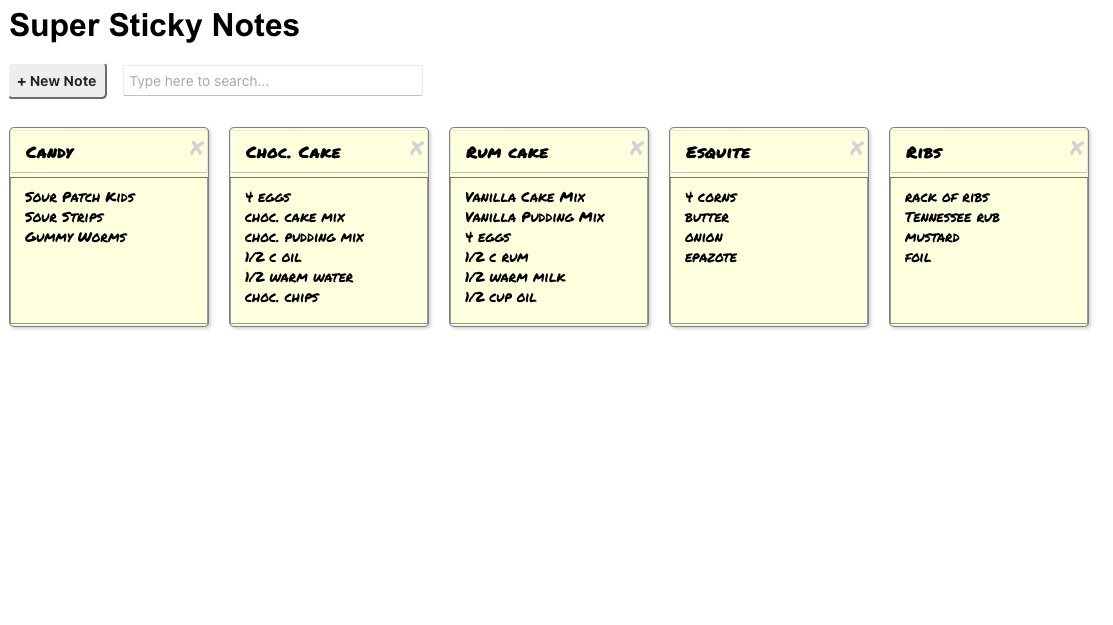 Super Sticky Notes
+ New Note
Type here to search...
Candy
Sour Patch Kids
Sour Strips
Gummy Worms
Choc. Cake
4 eggs
choc. cake mix
choc. pudding mix
1/2 c oil
1/2 warm water
choc. chips
Rum cake
Vanilla Cake Mix
Vanilla Pudding Mix
4 eggs
1/2 c rum
1/2 warm milk
1/2 cup oil
Esquite
4 corns
butter
onion
epazote
Ribs
rack of ribs
Tennessee rub
mustard
foil